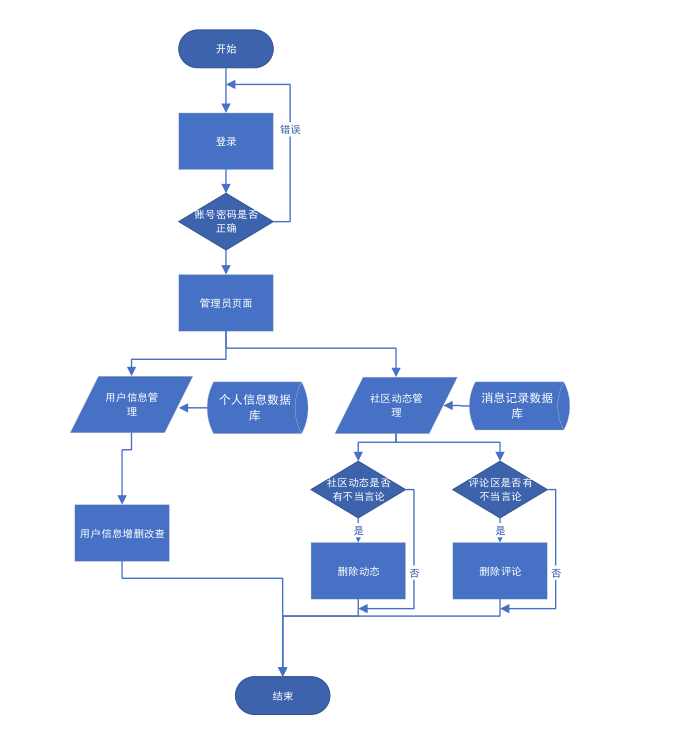 开始
错误
登录
账号密码是否
正确
管理员页面
用户信息管
理
个人信息数据
库
社区动态管
理
消息记录数据
库
社区动态是否
有不当言论
评论区是否有
不当言论
是
是
用户信息增删改查
删除动态
否
删除评论
否
结束